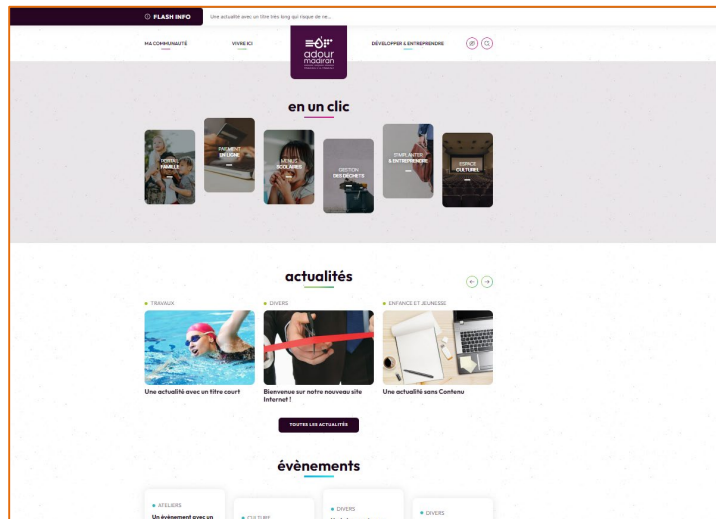 FLASH INFO
Une actualité avec un titre très long qui risque de ne...
MA COMMUNAUTÉ
VIVRE ICI
adour
madiran
DÉVELOPPER & ENTREPRENDRE
en un clic
PORTAIL
FAMILLE
PAIEMENT
EN LIGNE
MENUS
SCOLAIRES
GESTION
DES DÉCHETS
S'IMPLANTER
& ENTREPRENDRE
ESPACE
CULTUREL
actualités
TRAVAUX
DIVERS
ENFANCE ET JEUNESSE
Une actualité avec un titre court
Bienvenue sur notre nouveau site
Internet !
Une actualité sans Contenu
TOUTES LES ACTUALITÉS
évènements
ATELIERS
Un évènement avec un
CULTURE
DIVERS
DIVERS